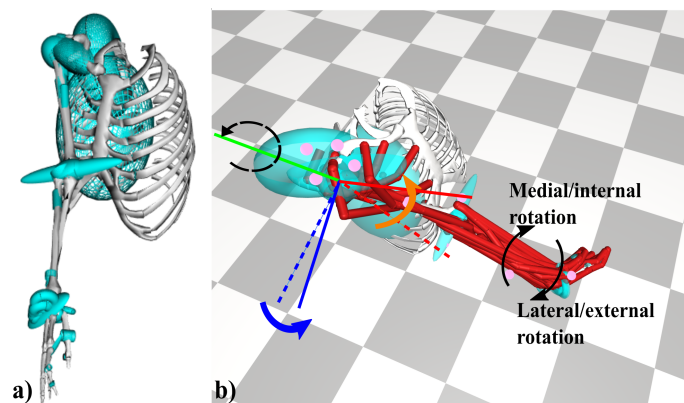 a)
b)
Medial/internal
rotation
Lateral/external
rotation